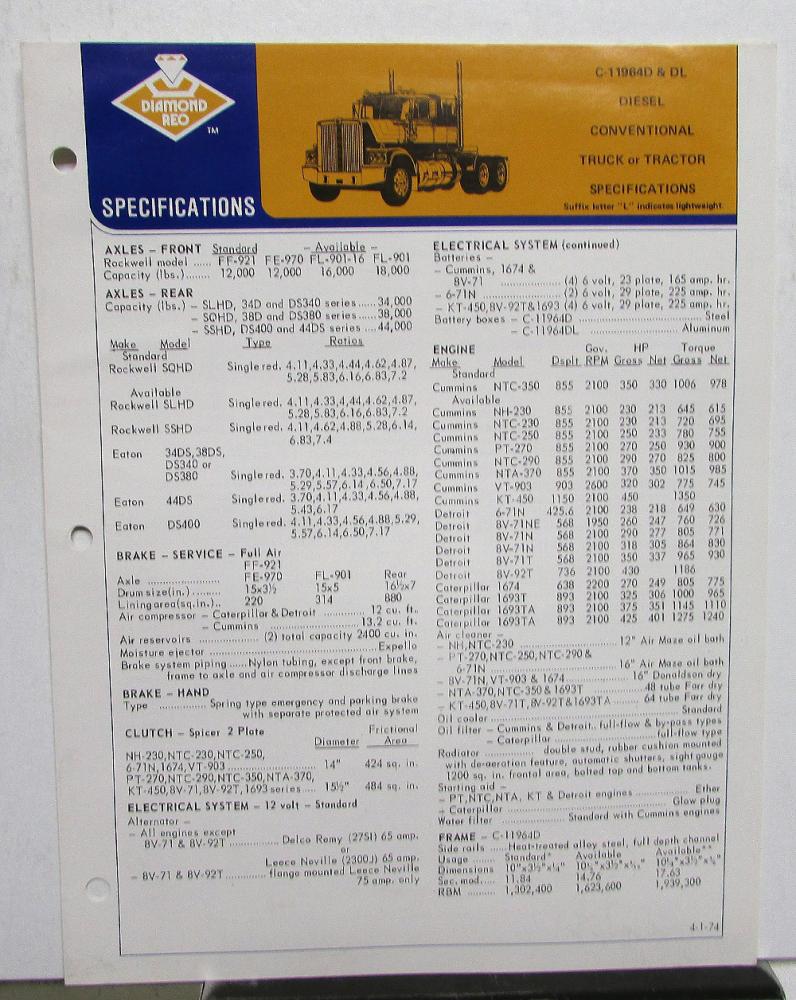 DIAMOND
REO
TM
SPECIFICATIONS
C-11964D & DL
DIESEL
CONVENTIONAL
TRUCK or TRACTOR
SPECIFICATIONS
Suffix letter "L" indicates lightweight.
AXLES - FRONT Standard - Available -
Rockwell model ...... FF-921 FE-970 FL-901-16 FL-901
Capacity (lbs.)....... 12,000 12,000 16,000 18,000
AXLES - REAR
Capacity (lbs.) - SLHD, 34D and DS340 series ..... 34,000
- SQHD, 38D and DS380 series ..... 38,000
- SSHD, DS400 and 44DS series .... 44,000
Make Model Type Ratios
Standard
Rockwell SQHD Single red. 4.11,4.33,4.44,4.62,4.87,
5.28,5.83,6.16,6.83,7.2
Available
Rockwell SLHD Single red. 4.11,4.33,4.44,4.62,4.87,
5.28,5.83,6.16,6.83,7.2
Rockwell SSHD Single red. 4.11,4.62,4.88,5.28,6.14,
6.83,7.4
Eaton 34DS,38DS,
DS340 or
DS380 Single red. 3.70,4.11,4.33,4.56,4.88,
5.29,5.57,6.14,6.50,7.17
Eaton 44DS Single red. 3.70,4.11,4.33,4.56,4.88,
5.43,6.17
Eaton DS400 Single red. 4.11,4.33,4.56,4.88,5.29,
5.57,6.14,6.50,7.17
BRAKE - SERVICE - Full Air
FF-921
Axle .................. FE-970 FL-901 Rear
Drum size (in.) ......... 15x3½ 15x5 16½x7
Lining area (sq. in.).. 220 314 880
Air compressor - Caterpillar & Detroit ............ 12 cu. ft.
- Cummins ........................ 13.2 cu. ft.
Air reservoirs ............... (2) total capacity 2400 cu. in.
Moisture ejector ................................ Expello
Brake system piping ..... Nylon tubing, except front brake,
frame to axle and air compressor discharge lines
BRAKE - HAND
Type ............. Spring type emergency and parking brake
with separate protected air system
CLUTCH - Spicer 2 Plate Frictional
Diameter Area
NH-230,NTC-230,NTC-250,
6-71N,1674,VT-903 .................. 14" 424 sq. in.
PT-270,NTC-290,NTC-350,NTA-370,
KT-450,8V-71,8V-92T,1693 series .... 15½" 484 sq. in.
ELECTRICAL SYSTEM - 12 volt - Standard
Alternator -
- All engines except
8V-71 & 8V-92T .............. Delco Remy (27SI) 65 amp.
or
Leece Neville (2300J) 65 amp.
- 8V-71 & 8V-92T............ flange mounted Leece Neville
75 amp. only
ELECTRICAL SYSTEM (continued)
Batteries -
- Cummins, 1674 &
8V-71 .................... (4) 6 volt, 23 plate, 165 amp. hr.
- 6-71N .................... (2) 6 volt, 29 plate, 225 amp. hr.
- KT-450,8V-92T&1693 (4) 6 volt, 29 plate, 225 amp. hr.
Battery boxes - C-11964D ........................... Steel
- C-11964DL ...................... Aluminum
ENGINE Gov. HP Torque
Make Model Dsplt RPM Gross Net Gross Net
Standard
Cummins NTC-350 855 2100 350 330 1006 978
Available
Cummins NH-230 855 2100 230 213 645 615
Cummins NTC-230 855 2100 230 213 720 695
Cummins NTC-250 855 2100 250 233 780 755
Cummins PT-270 855 2100 270 250 930 900
Cummins NTC-290 855 2100 290 270 825 800
Cummins NTA-370 855 2100 370 350 1015 985
Cummins VT-903 903 2600 320 302 775 745
Cummins KT-450 1150 2100 450 1350
Detroit 6-71N 425.6 2100 238 218 649 630
Detroit 8V-71NE 568 1950 260 247 760 726
Detroit 8V-71N 568 2100 290 277 805 771
Detroit 8V-71N 568 2100 318 305 864 830
Detroit 8V-71T 568 2100 350 337 965 930
Detroit 8V-92T 736 2100 430 1186
Caterpillar 1674 638 2200 270 249 805 775
Caterpillar 1693T 893 2100 325 306 1000 965
Caterpillar 1693TA 893 2100 375 351 1145 1110
Caterpillar 1693TA 893 2100 425 401 1275 1240
Air cleaner -
- NH,NTC-230 ..................... 12" Air Maze oil bath
- PT-270,NTC-250,NTC-290 &
6-71N ......................... 16" Air Maze oil bath
- 8V-71N,VT-903 & 1674 .............. 16" Donaldson dry
- NTA-370,NTC-350 & 1693T ............ 48 tube Farr dry
- KT-450,8V-71T,8V-92T&1693TA ....... 64 tube Farr dry
Oil cooler ....................................... Standard
Oil filter - Cummins & Detroit.. full-flow & by-pass types
- Caterpillar ....................... full-flow type
Radiator ............. double stud, rubber cushion mounted
with de-aeration feature, automatic shutters, sight gauge
1200 sq. in. frontal area, bolted top and bottom tanks.
Starting aid -
- PT,NTC,NTA, KT & Detroit engines .............. Ether
- Caterpillar ............................... Glow plug
Water filter ............... Standard with Cummins engines
FRAME - C-11964D
Side rails ..... Heat-treated alloy steel, full depth channel
Usage ...... Standard* Available Available**
Dimensions 10"x3½"x¼"
Sec. mod..... 11.84 14.76 17.63
RBM ......... 1,302,400 1,623,600 1,939,300
4-1-74